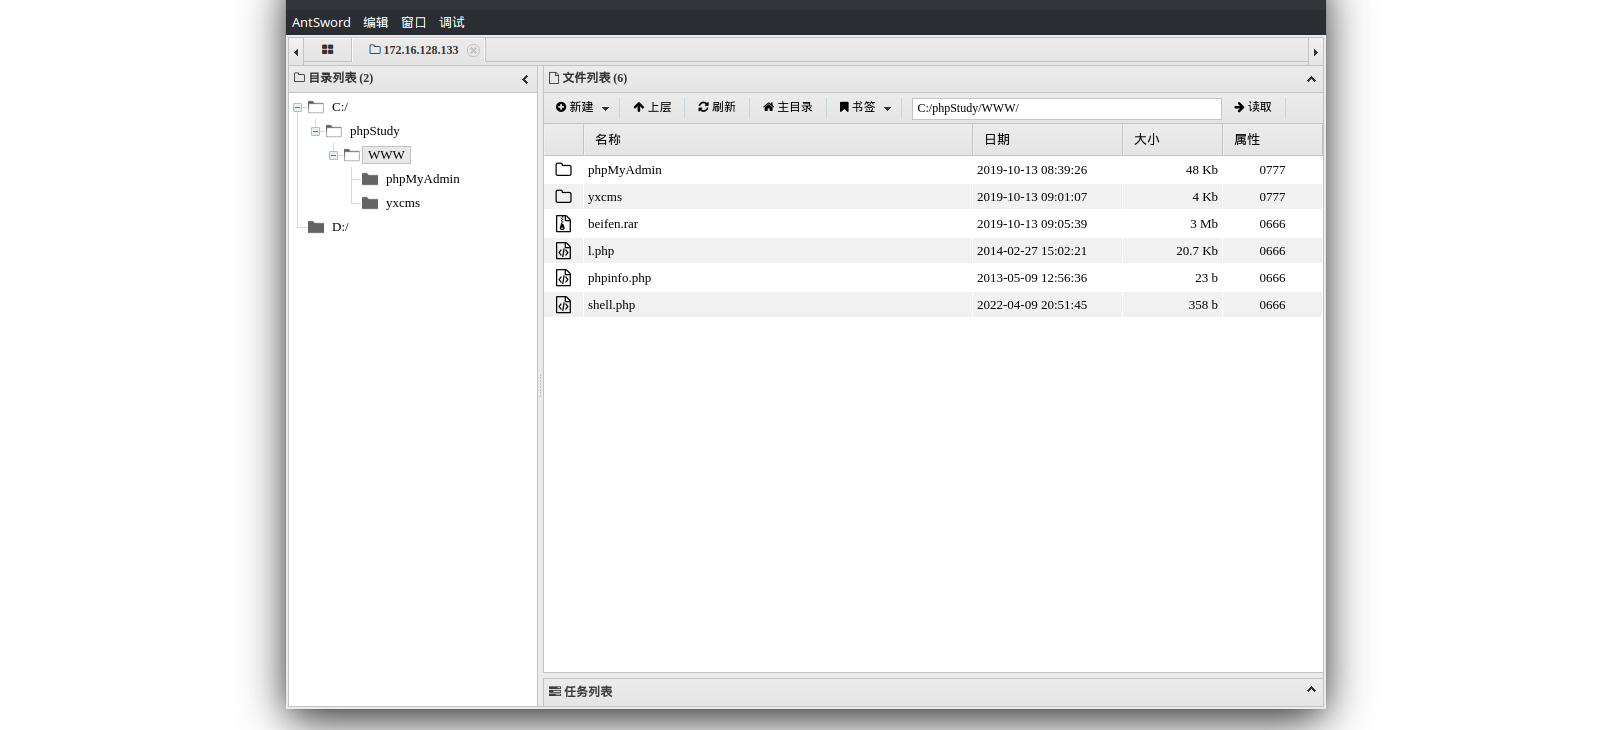 AntSword 编辑 窗口 调试
172.16.128.133
目录列表 (2)
文件列表 (6)
C:/
phpStudy
WWW
phpMyAdmin
yxcms
D:/
新建 上层 刷新 主目录 书签 C:/phpStudy/WWW/ 读取
名称 日期 大小 属性
phpMyAdmin 2019-10-13 08:39:26 48 Kb 0777
yxcms 2019-10-13 09:01:07 4 Kb 0777
beifen.rar 2019-10-13 09:05:39 3 Mb 0666
l.php 2014-02-27 15:02:21 20.7 Kb 0666
phpinfo.php 2013-05-09 12:56:36 23 b 0666
shell.php 2022-04-09 20:51:45 358 b 0666
任务列表